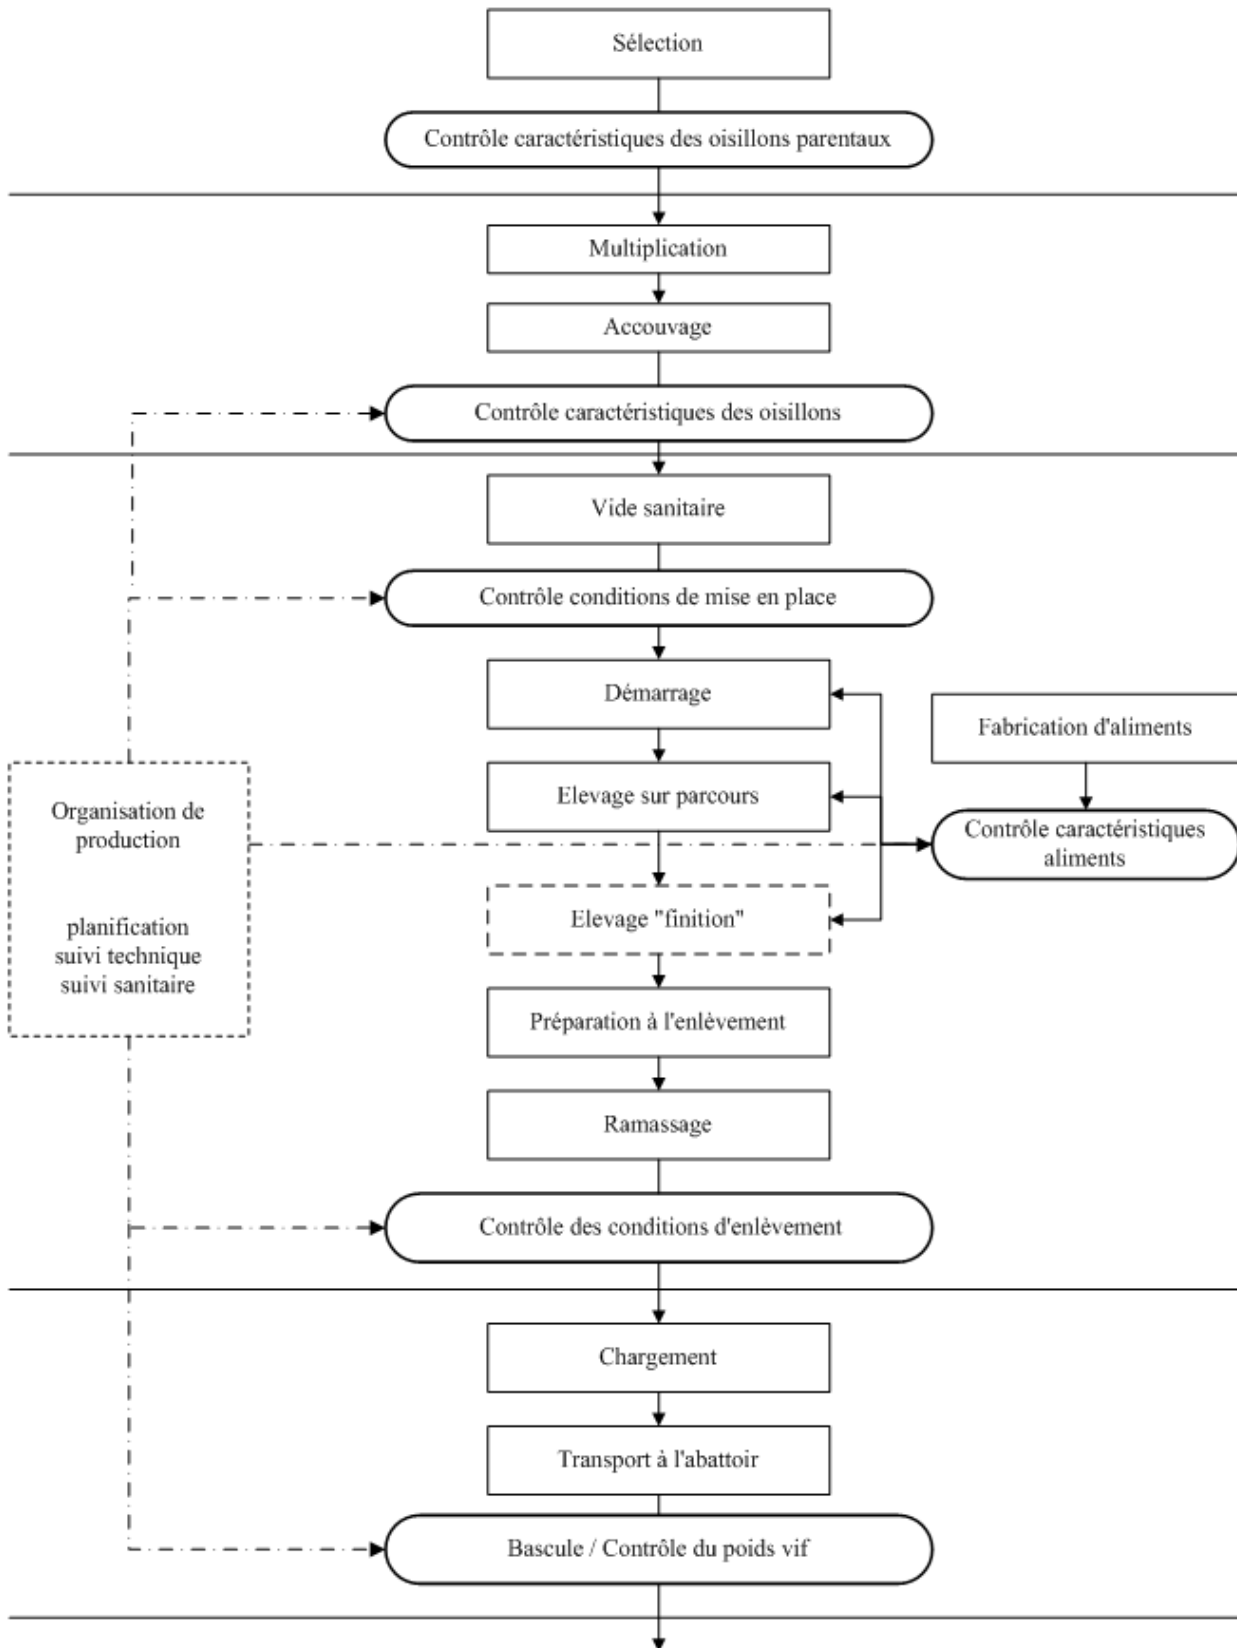 Sélection
Contrôle caractéristiques des oisillons parentaux
Multiplication
Accouvage
Contrôle caractéristiques des oisillons
Vide sanitaire
Contrôle conditions de mise en place
Démarrage
Fabrication d'aliments
Elevage sur parcours
Contrôle caractéristiques
aliments
Organisation de
production
planification
suivi technique
suivi sanitaire
Elevage "finition"
Préparation à l'enlèvement
Ramassage
Contrôle des conditions d'enlèvement
Chargement
Transport à l'abattoir
Bascule / Contrôle du poids vif